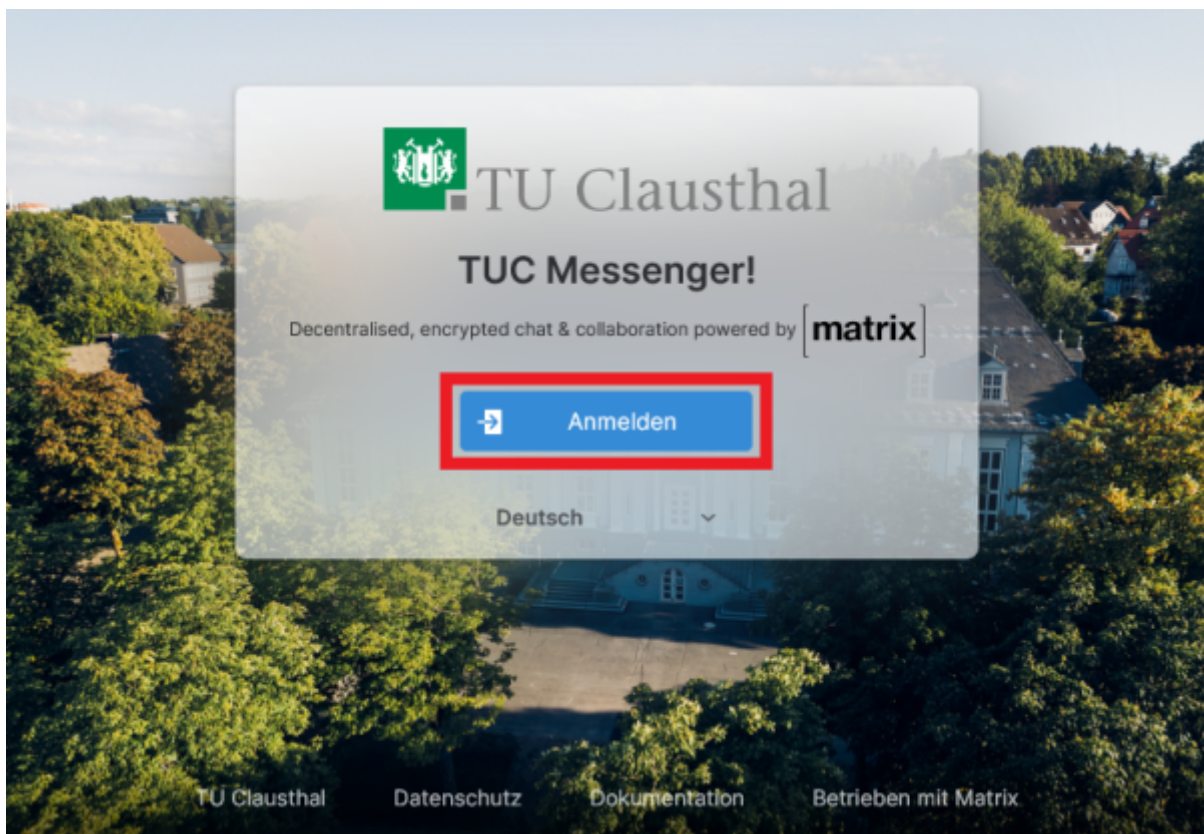 TU Clausthal
TUC Messenger!
Decentralised, encrypted chat & collaboration powered by [matrix]
Anmelden
Deutsch
TU Clausthal Datenschutz Dokumentation Betrieben mit Matrix